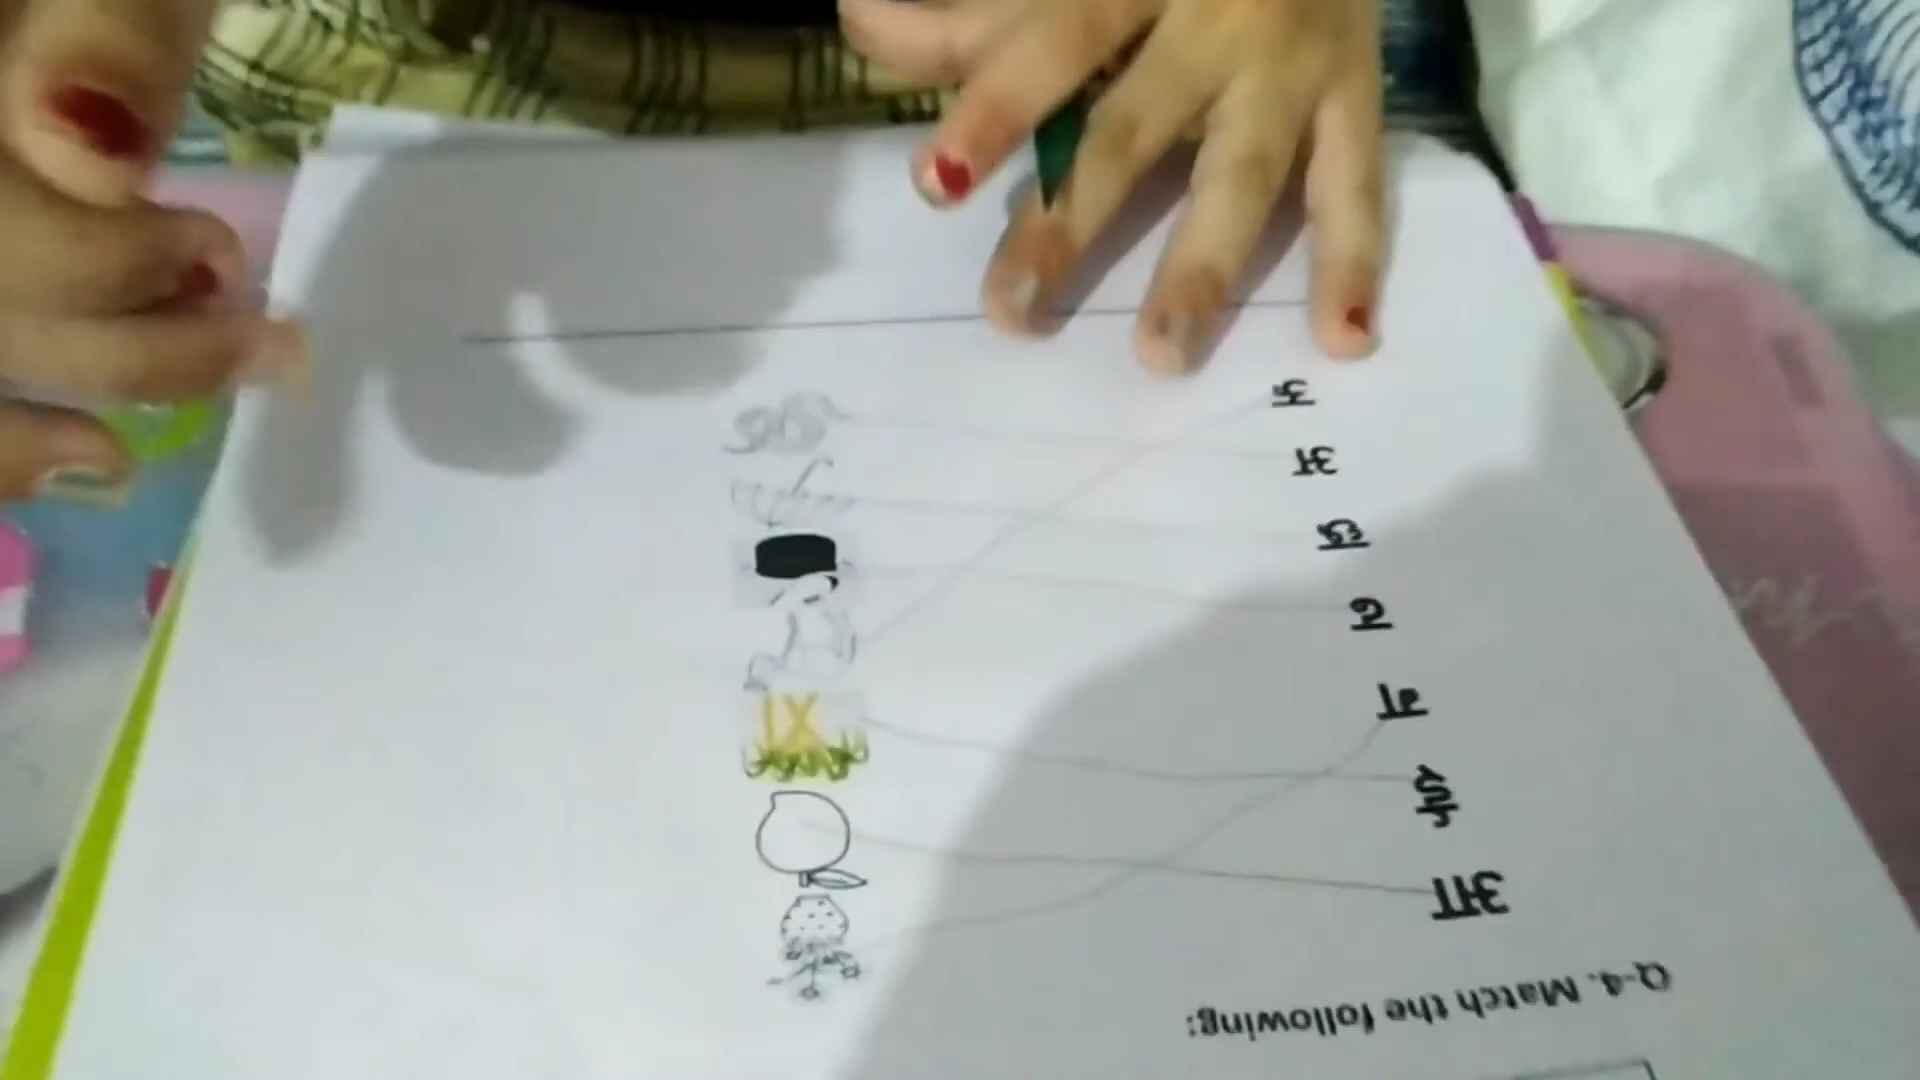 Q-4. Match the following:
आ
ई
ग
छ
अ